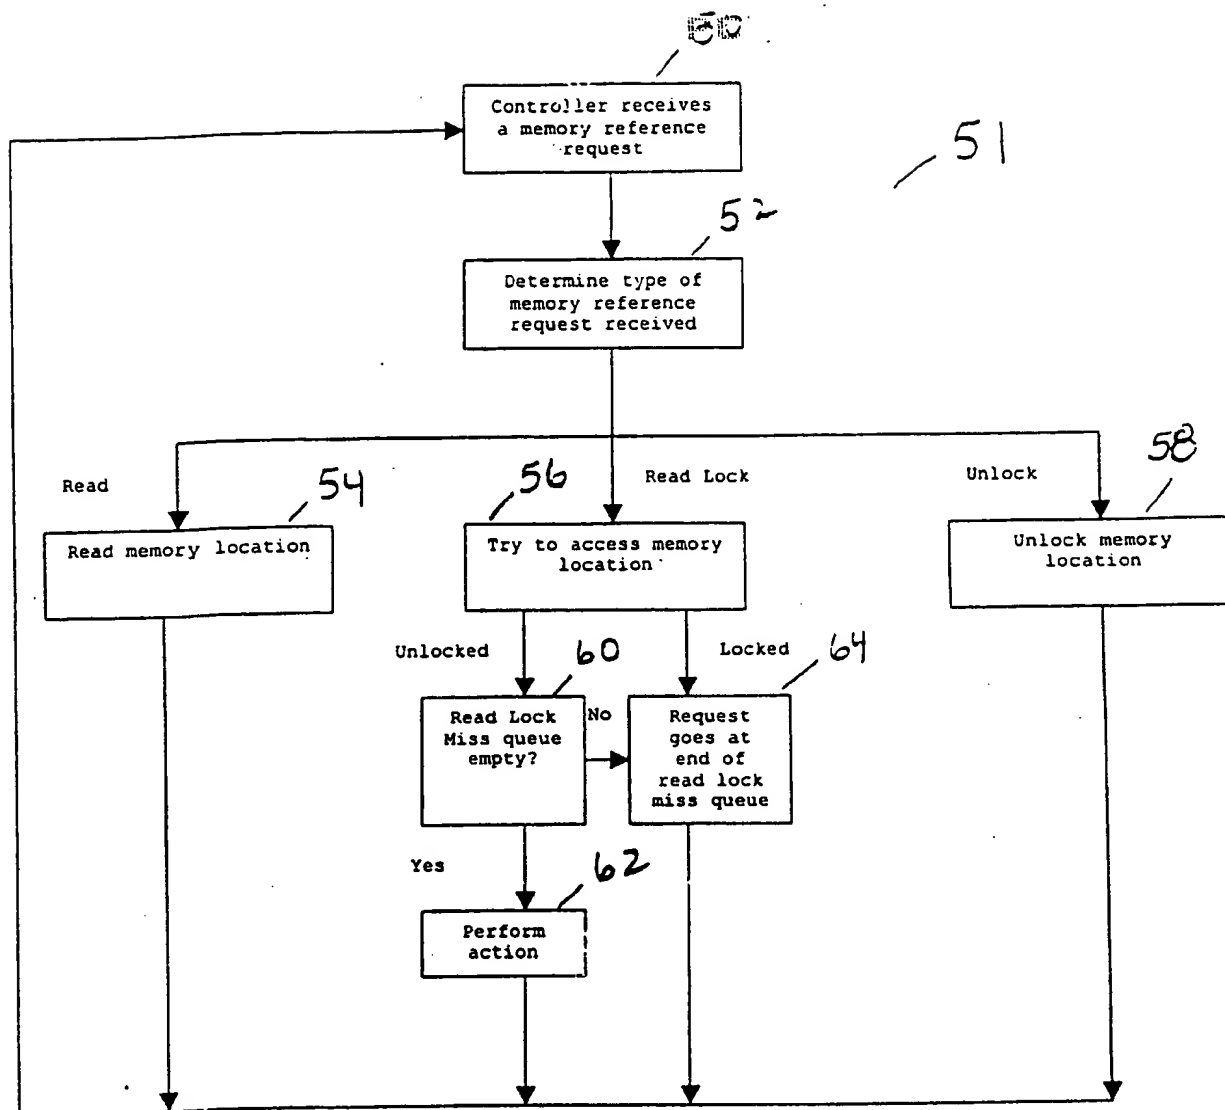 Controller receives
a memory reference
request
51
52
Determine type of
memory reference
request received
Read
54
56
Read Lock
Unlock
58
Read memory location
Try to access memory
location
Unlock memory
location
Unlocked
60
Locked
64
Read Lock
Miss queue
empty?
No
Request
goes at
end of
read lock
miss queue
Yes
62
Perform
action